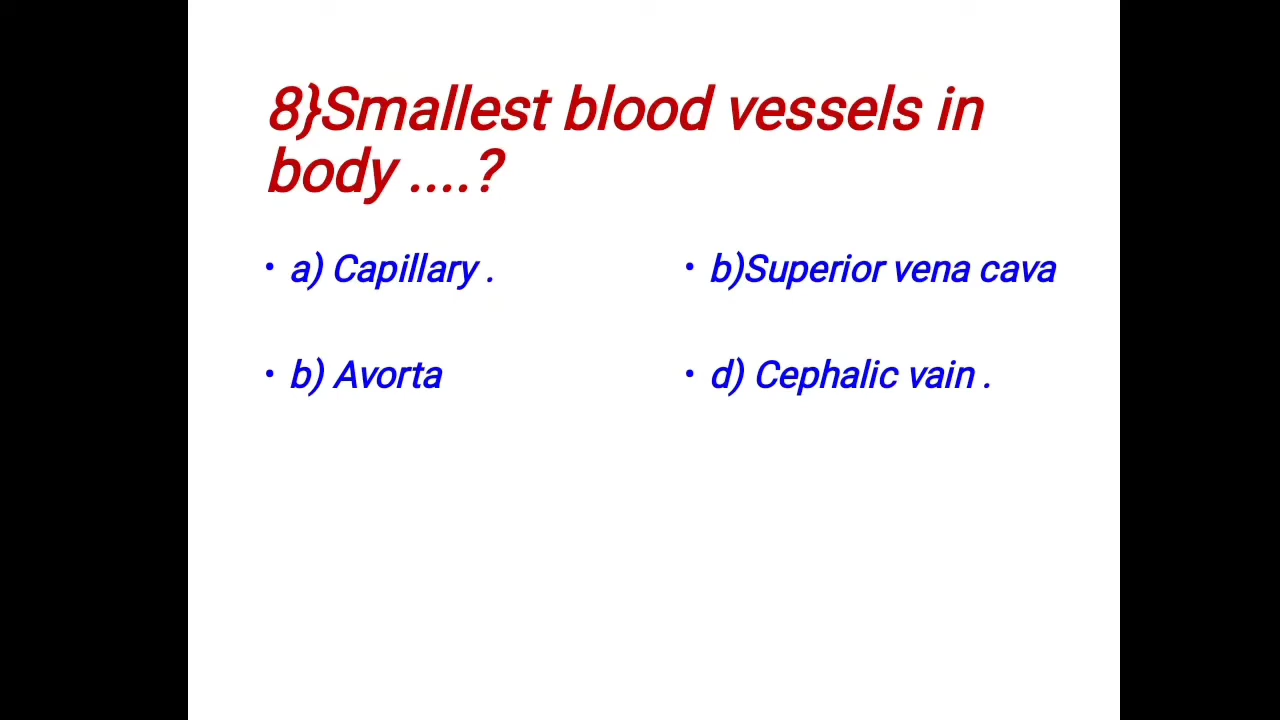 8}Smallest blood vessels in
body ....?
• a) Capillary .
• b)Superior vena cava
• b) Avorta
• d) Cephalic vain .